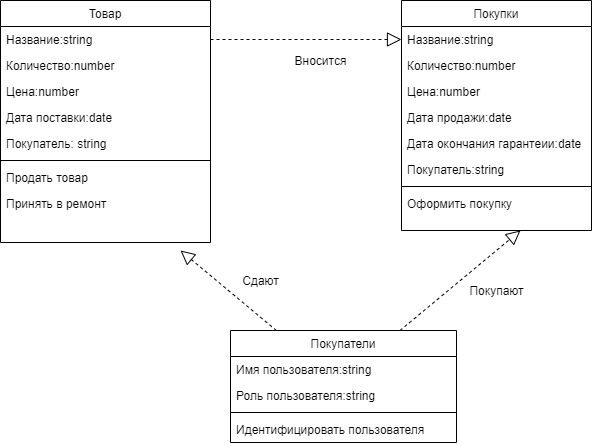 Товар
Название:string
Количество:number
Цена:number
Дата поставки:date
Покупатель: string
Продать товар
Принять в ремонт
Вносится
Покупки
Название:string
Количество:number
Цена:number
Дата продажи:date
Дата окончания гарантеии:date
Покупатель:string
Оформить покупку
Сдают
Покупают
Покупатели
Имя пользователя:string
Роль пользователя:string
Идентифицировать пользователя